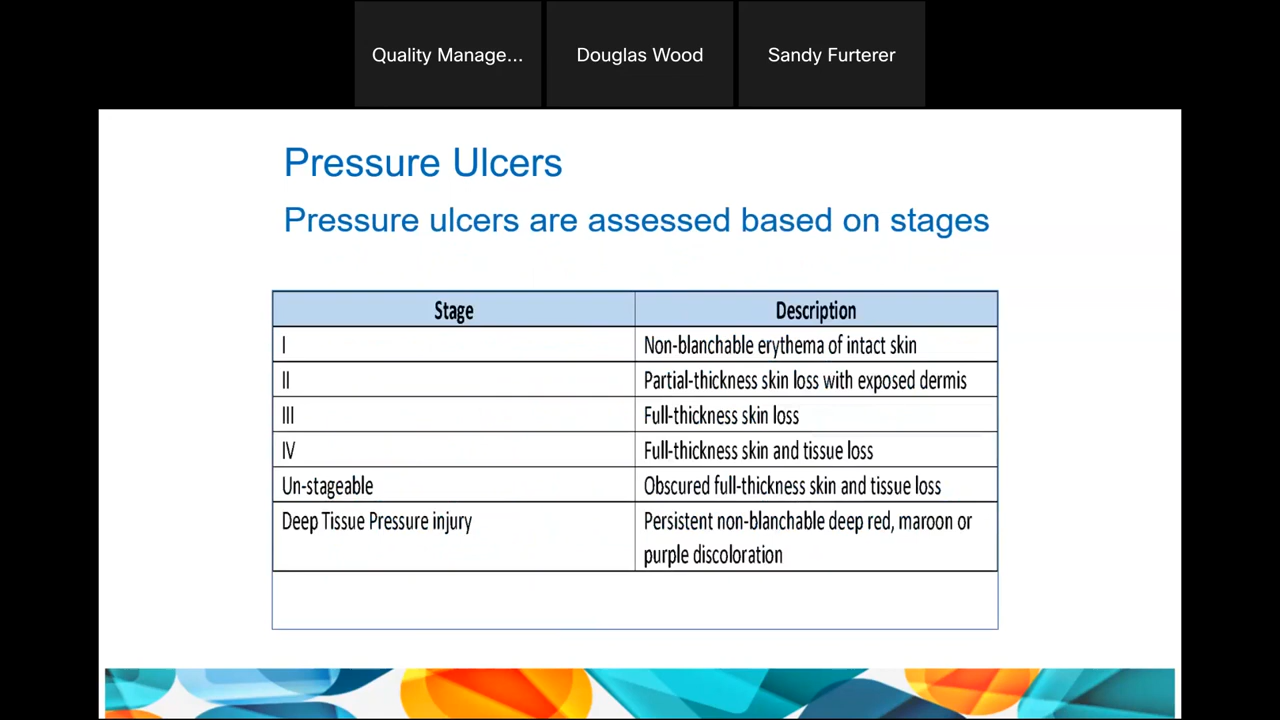 Quality Manage...
Douglas Wood
Sandy Furterer
Pressure Ulcers
Pressure ulcers are assessed based on stages
Stage Description
I Non-blanchable erythema of intact skin
II Partial-thickness skin loss with exposed dermis
III Full-thickness skin loss
IV Full-thickness skin and tissue loss
Un-stageable Obscured full-thickness skin and tissue loss
Deep Tissue Pressure injury Persistent non-blanchable deep red, maroon or
purple discoloration